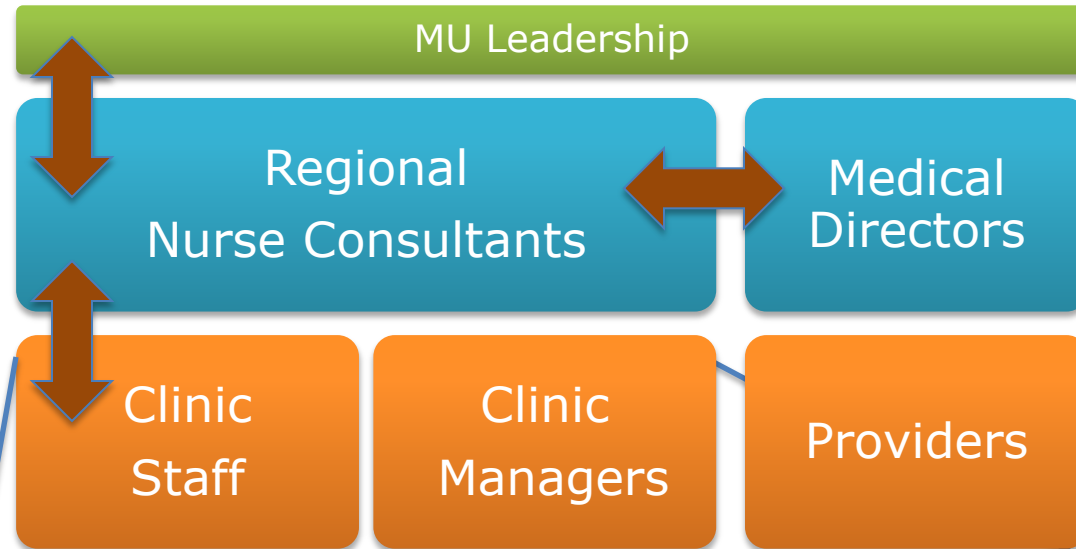 MU Leadership
Regional
Nurse Consultants
Medical
Directors
Clinic
Staff
Clinic
Managers
Providers